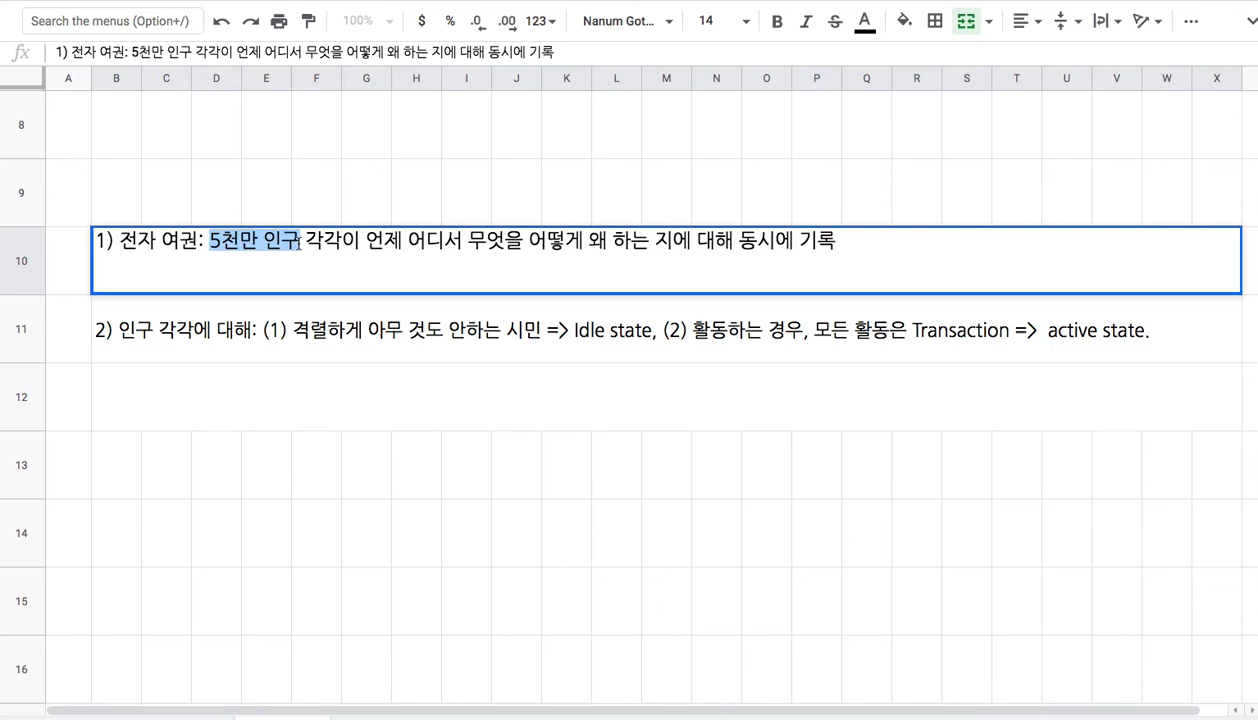 Search the menus (Option+/) 100% $ % .0 .00 123 Nanum Got... 14 B I S A
fx 1) 전자 여권: 5천만 인구 각각이 언제 어디서 무엇을 어떻게 왜 하는 지에 대해 동시에 기록
A B C D E F G H I J K L M N O P Q R S T U V W X
8
9
10 1) 전자 여권: 5천만 인구 각각이 언제 어디서 무엇을 어떻게 왜 하는 지에 대해 동시에 기록
11 2) 인구 각각에 대해: (1) 격렬하게 아무 것도 안하는 시민 => Idle state, (2) 활동하는 경우, 모든 활동은 Transaction => active state.
12
13
14
15
16